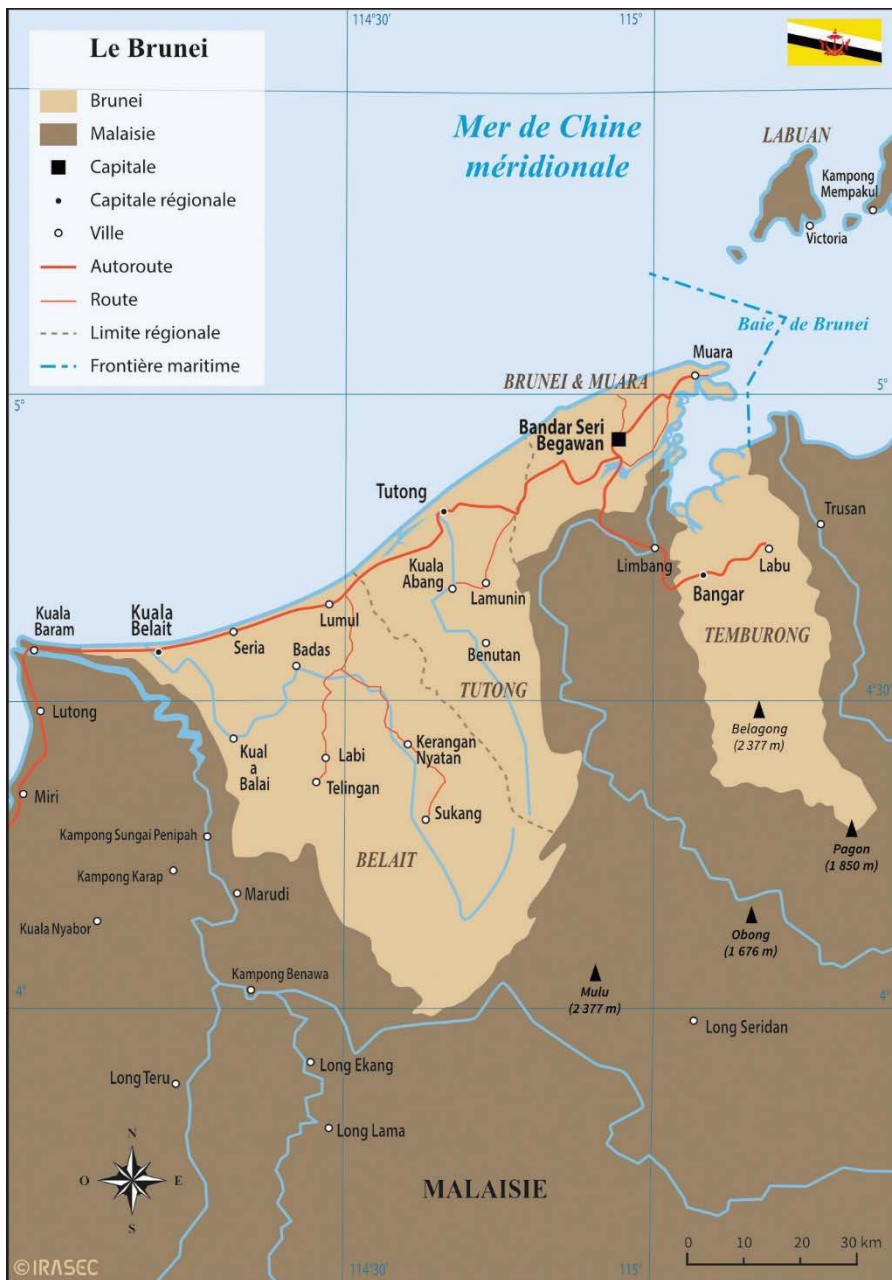 114°30'
115°
Le Brunei
Brunei
Malaisie
Capitale
Capitale régionale
Ville
Autoroute
Route
Limite régionale
Frontière maritime
Mer de Chine
méridionale
LABUAN
Kampong
Mempakul
Victoria
Baie de Brunei
Muara
BRUNEI & MUARA
5°
5°
Bandar Seri
Begawan
Tutong
Trusan
Kuala
Abang
Lamunin
Limbang
Labu
Bangar
Kuala
Baram
Kuala
Belait
Lumul
Seria
Badas
Benutan
TEMBURONG
TUTONG
4°30
Lutong
Belagong
(2 377 m)
Kual
a
Balai
Labi
Kerangan
Nyatan
Telingan
Miri
Sukang
Kampong Sungai Penipah
Pagon
(1 850 m)
BELAIT
Kampong Karap
Marudi
Kuala Nyabor
Obong
(1 676 m)
Kampong Benawa
Mulu
(2 377 m)
4°
4°
Long Seridan
Long Ekang
Long Teru
Long Lama
N
O
E
S
MALAISIE
0 10 20 30 km
©IRASEC
114°30
115°